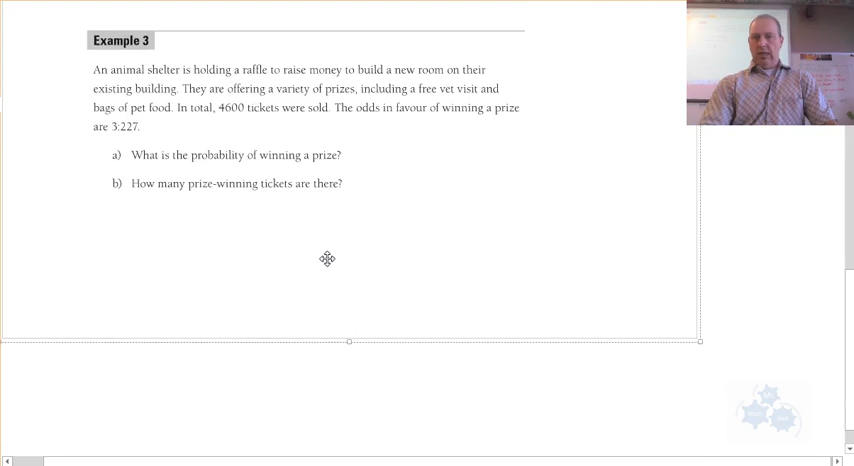 Example 3
An animal shelter is holding a raffle to raise money to build a new room on their
existing building. They are offering a variety of prizes, including a free vet visit and
bags of pet food. In total, 4600 tickets were sold. The odds in favour of winning a prize
are 3:227.
a) What is the probability of winning a prize?
b) How many prize-winning tickets are there?